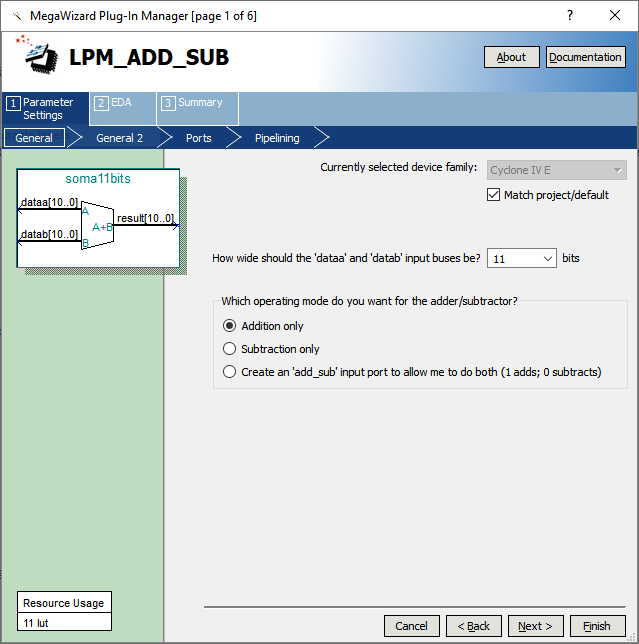 MegaWizard Plug-In Manager [page 1 of 6]
?
LPM_ADD_SUB
About
Documentation
1 Parameter Settings
2 EDA
3 Summary
General
General 2
Ports
Pipelining
soma11bits
dataa[10..0]
A
A+B
result[10..0]
datab[10..0]
B
Currently selected device family:
Cyclone IV E
Match project/default
How wide should the 'dataa' and 'datab' input buses be?
11
bits
Which operating mode do you want for the adder/subtractor?
Addition only
Subtraction only
Create an 'add_sub' input port to allow me to do both (1 adds; 0 subtracts)
Resource Usage
11 lut
Cancel
< Back
Next >
Finish